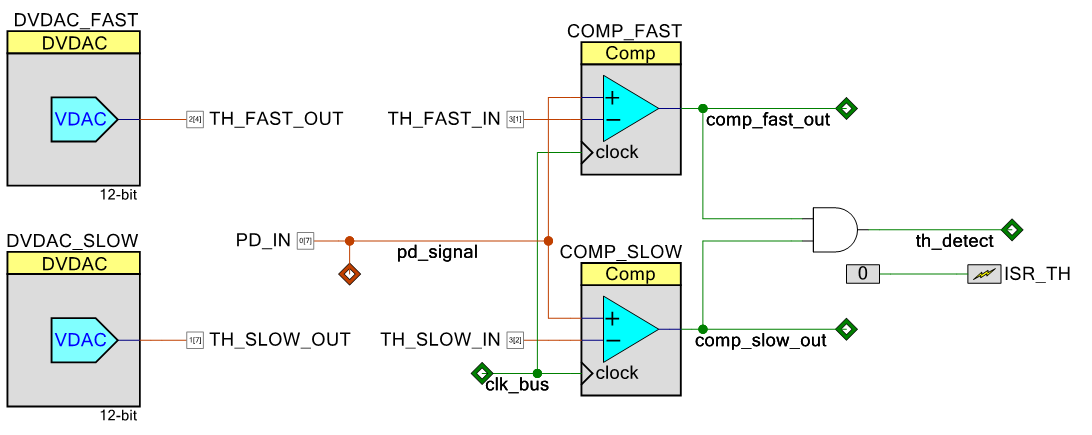 DVDAC_FAST
DVDAC
VDAC
12-bit
2[4]
TH_FAST_OUT
TH_FAST_IN
3[1]
COMP_FAST
Comp
+
−
clock
comp_fast_out
DVDAC_SLOW
DVDAC
VDAC
12-bit
1[7]
TH_SLOW_OUT
PD_IN
0[7]
pd_signal
TH_SLOW_IN
3[2]
COMP_SLOW
Comp
+
−
clock
clk_bus
comp_slow_out
th_detect
0
ISR_TH